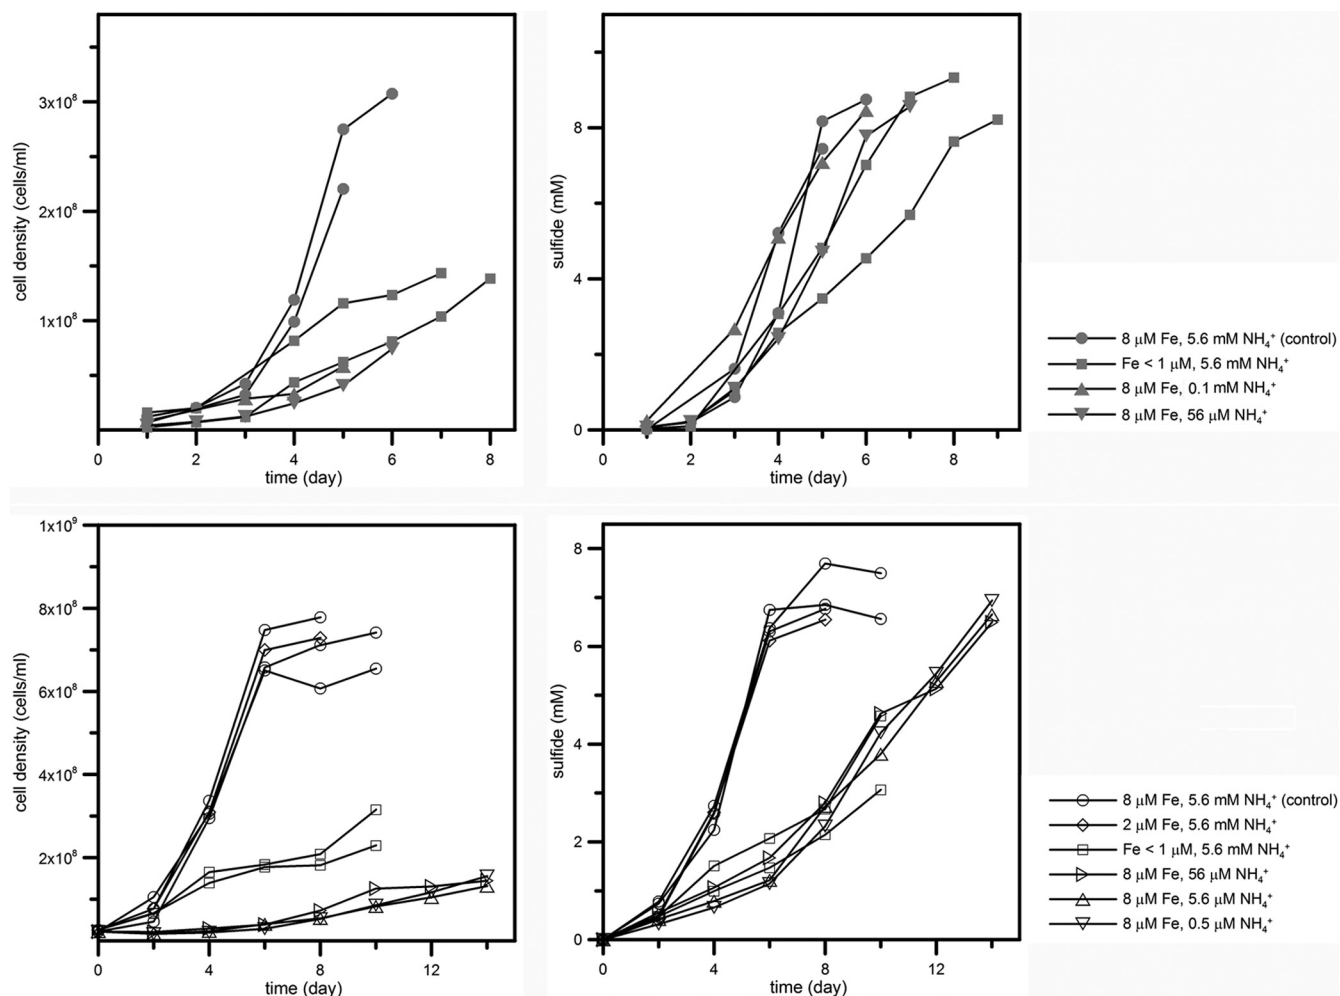 3x10⁸
2x10⁸
1x10⁸
cell density (cells/ml)
0 2 4 6 8
time (day)
8
4
0
sulfide (mM)
0 2 4 6 8
time (day)
8 μM Fe, 5.6 mM NH₄⁺ (control)
Fe < 1 μM, 5.6 mM NH₄⁺
8 μM Fe, 0.1 mM NH₄⁺
8 μM Fe, 56 μM NH₄⁺
1x10⁹
8x10⁸
6x10⁸
4x10⁸
2x10⁸
cell density (cells/ml)
0 4 8 12
time (day)
8
6
4
2
0
sulfide (mM)
0 4 8 12
time (day)
8 μM Fe, 5.6 mM NH₄⁺ (control)
2 μM Fe, 5.6 mM NH₄⁺
Fe < 1 μM, 5.6 mM NH₄⁺
8 μM Fe, 56 μM NH₄⁺
8 μM Fe, 5.6 μM NH₄⁺
8 μM Fe, 0.5 μM NH₄⁺